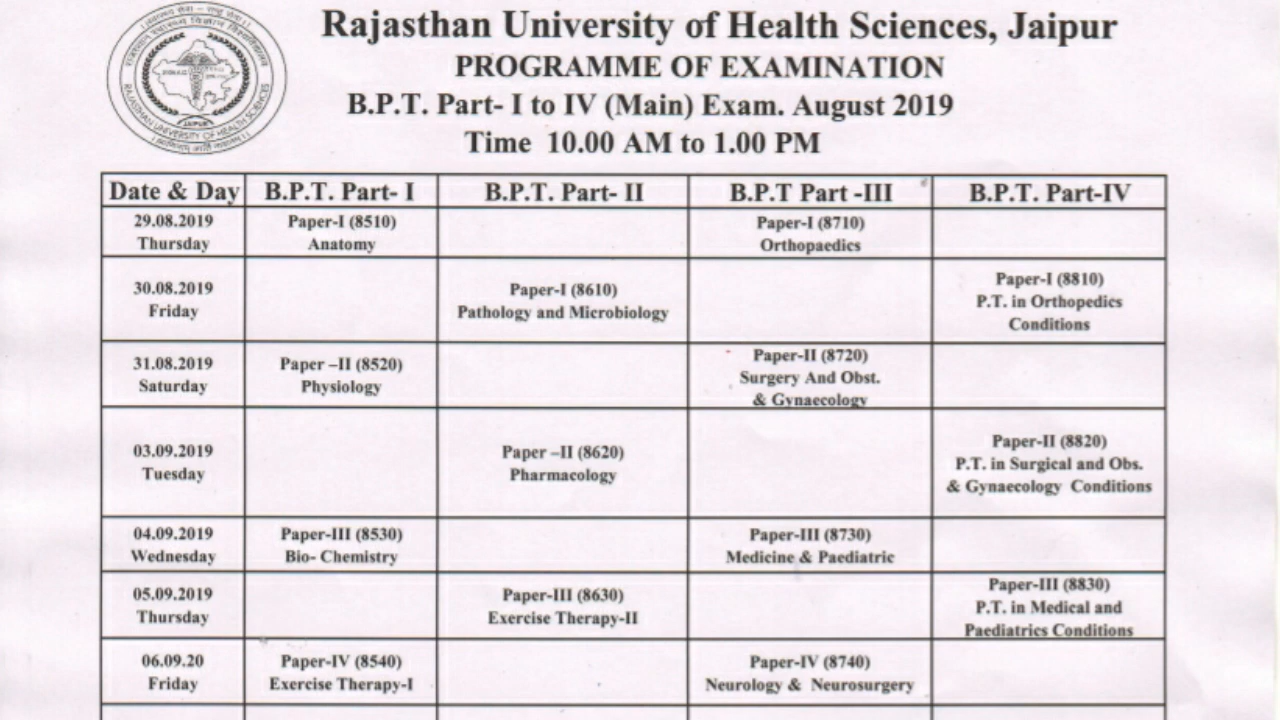 Rajasthan University of Health Sciences, Jaipur
PROGRAMME OF EXAMINATION
B.P.T. Part- I to IV (Main) Exam. August 2019
Time 10.00 AM to 1.00 PM
Date & Day B.P.T. Part- I B.P.T. Part- II B.P.T Part -III B.P.T. Part-IV
29.08.2019 Paper-I (8510) Paper-I (8710)
Thursday Anatomy Orthopaedics
30.08.2019 Paper-I (8610) Paper-I (8810)
Friday Pathology and Microbiology P.T. in Orthopedics
Conditions
31.08.2019 Paper –II (8520) Paper-II (8720)
Saturday Physiology Surgery And Obst.
& Gynaecology
03.09.2019 Paper –II (8620) Paper-II (8820)
Tuesday Pharmacology P.T. in Surgical and Obs.
& Gynaecology Conditions
04.09.2019 Paper-III (8530) Paper-III (8730)
Wednesday Bio- Chemistry Medicine & Paediatric
05.09.2019 Paper-III (8630) Paper-III (8830)
Thursday Exercise Therapy-II P.T. in Medical and
Paediatrics Conditions
06.09.20 Paper-IV (8540) Paper-IV (8740)
Friday Exercise Therapy-I Neurology & Neurosurgery
RAJASTHAN UNIVERSITY OF HEALTH SCIENCES
JAIPUR